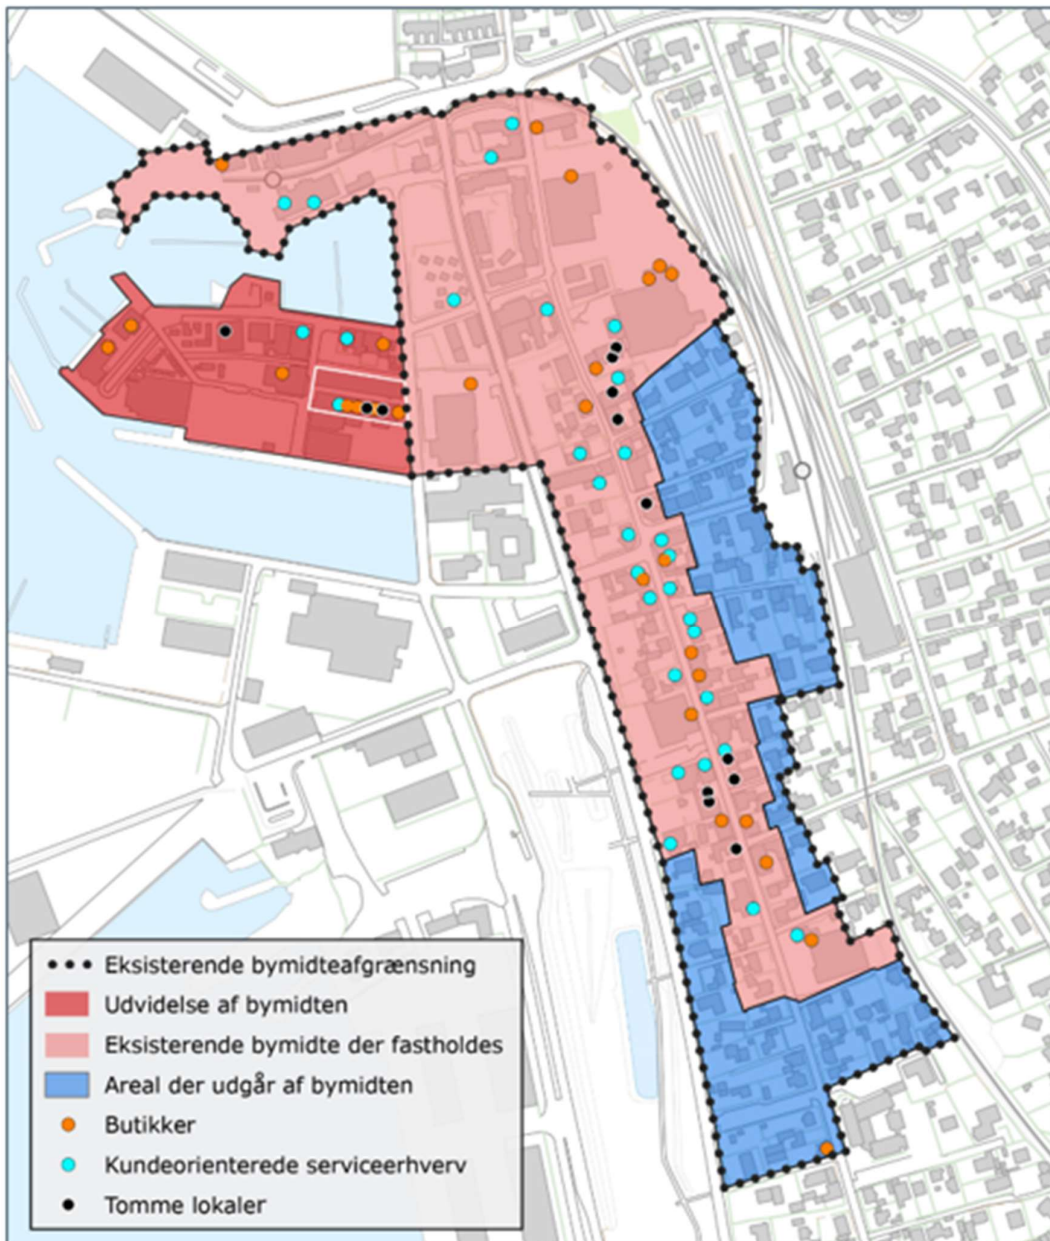 Eksisterende bymidteafgrænsning
Udvidelse af bymidten
Eksisterende bymidte der fastholdes
Areal der udgår af bymidten
Butikker
Kundeorienterede serviceerhverv
Tomme lokaler